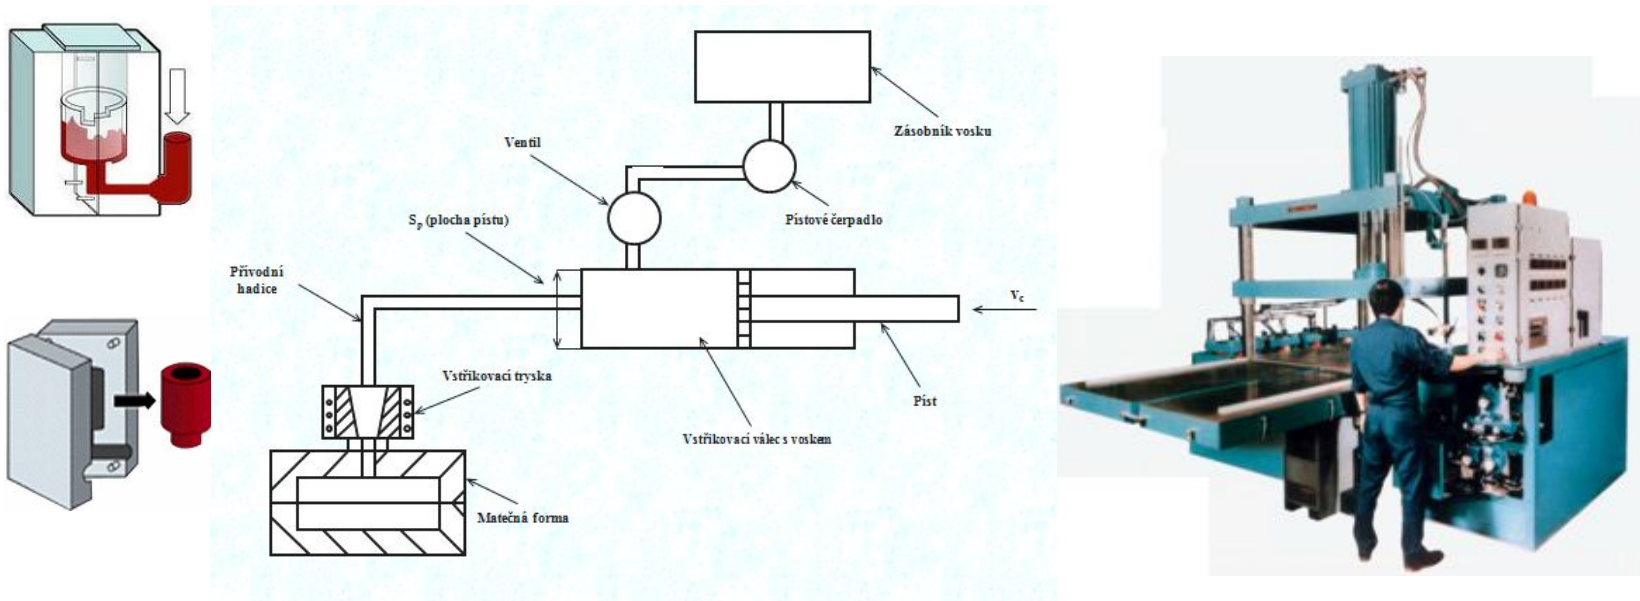 Zásobník vosku
Ventil
Pístové čerpadlo
Sp (plocha pístu)
Přívodní
hadice
vc
Vstřikovací tryska
Píst
Vstřikovací válec s voskem
Matečná forma